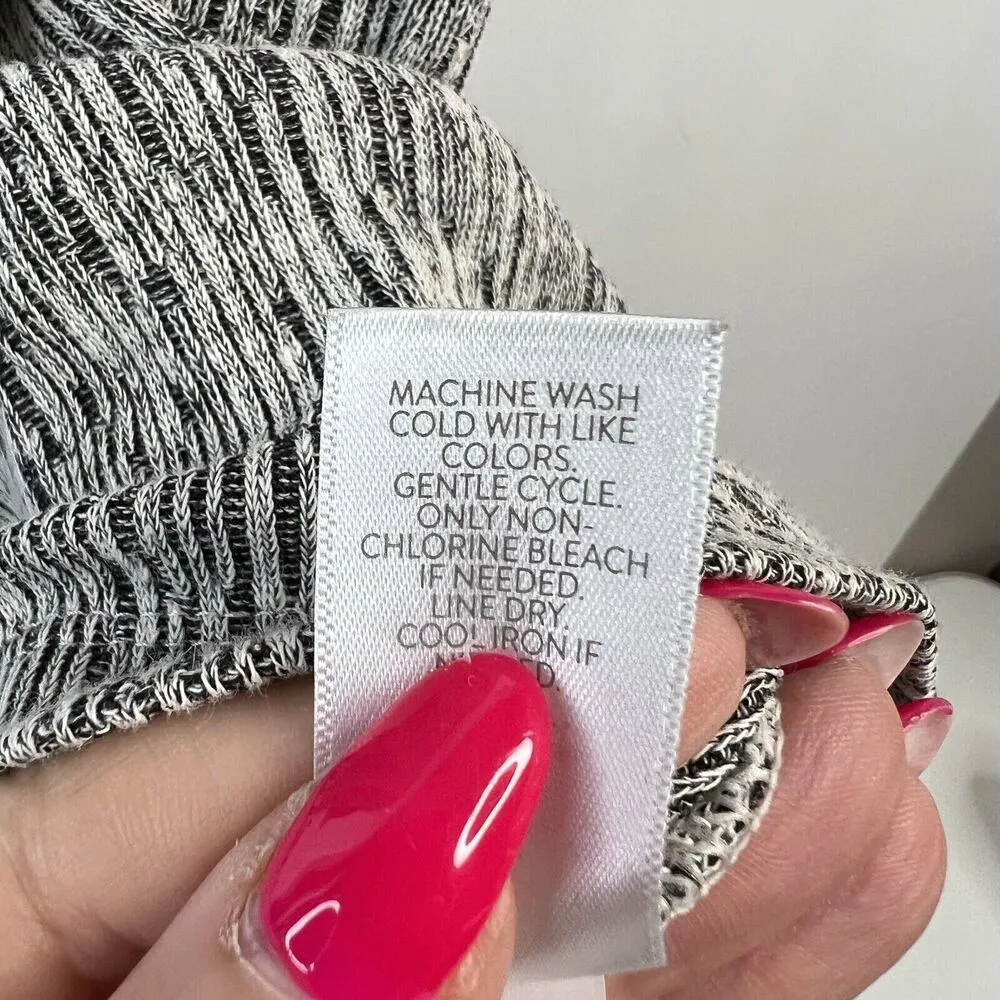 MACHINE WASH
COLD WITH LIKE
COLORS.
GENTLE CYCLE.
ONLY NON-
CHLORINE BLEACH
IF NEEDED.
LINE DRY.
COOL IRON IF